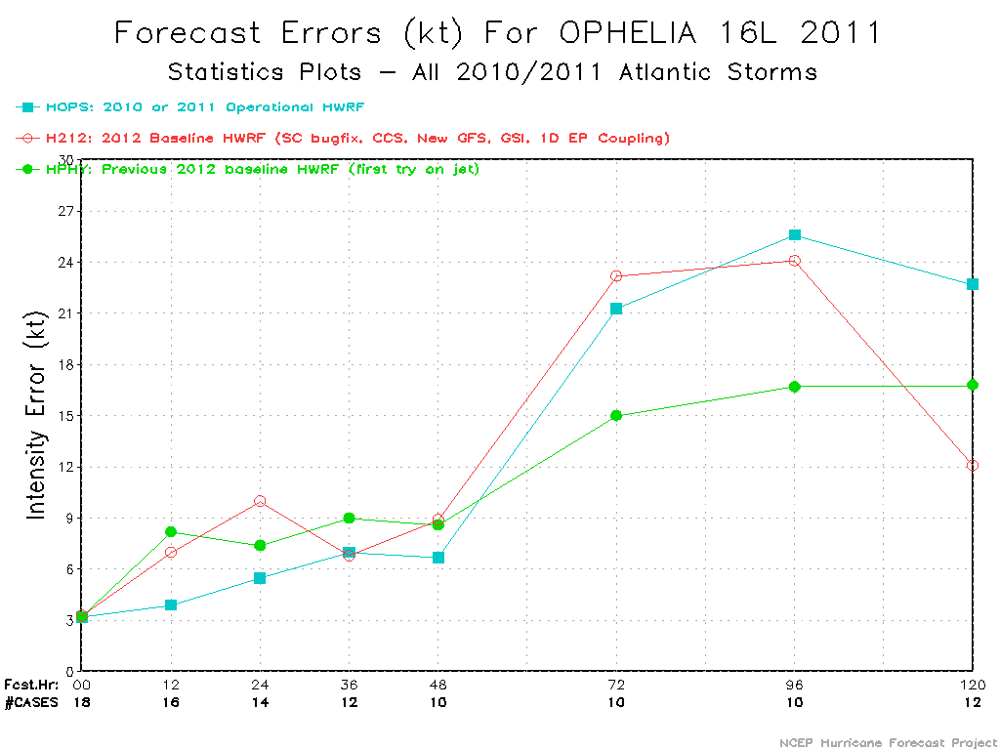 Forecast Errors (kt) For OPHELIA 16L 2011
Statistics Plots - All 2010/2011 Atlantic Storms
HOPS: 2010 or 2011 Operational HWRF
H212: 2012 Baseline HWRF (SC bugfix, CCS, New GFS, GSI, 1D EP Coupling)
HPHY: Previous 2012 baseline HWRF (first try on jet)
30
27
24
21
18
15
12
9
6
3
0
Intensity Error (kt)
Fcst.Hr: 00 12 24 36 48 72 96 120
#CASES 18 16 14 12 10 10 10 12
NCEP Hurricane Forecast Project